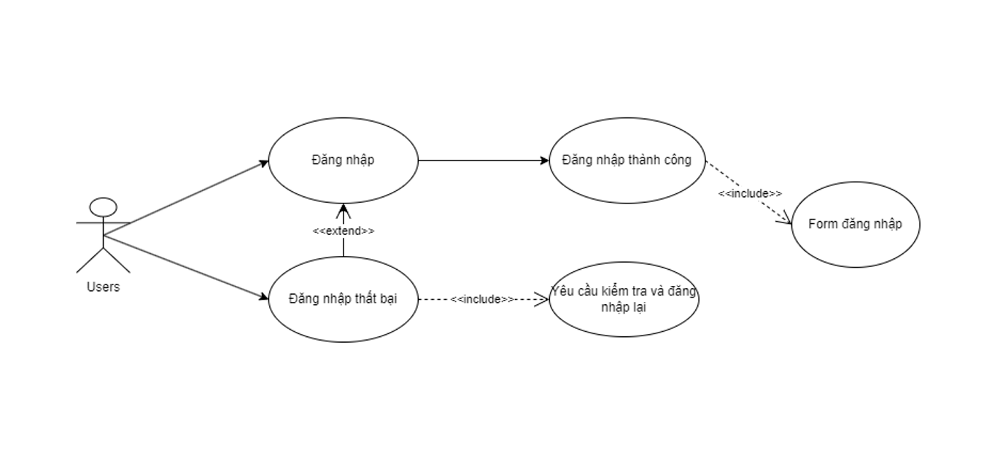 Đăng nhập
Đăng nhập thành công
<<include>>
Form đăng nhập
<<extend>>
Users
Đăng nhập thất bại
<<include>>
Yêu cầu kiểm tra và đăng
nhập lại